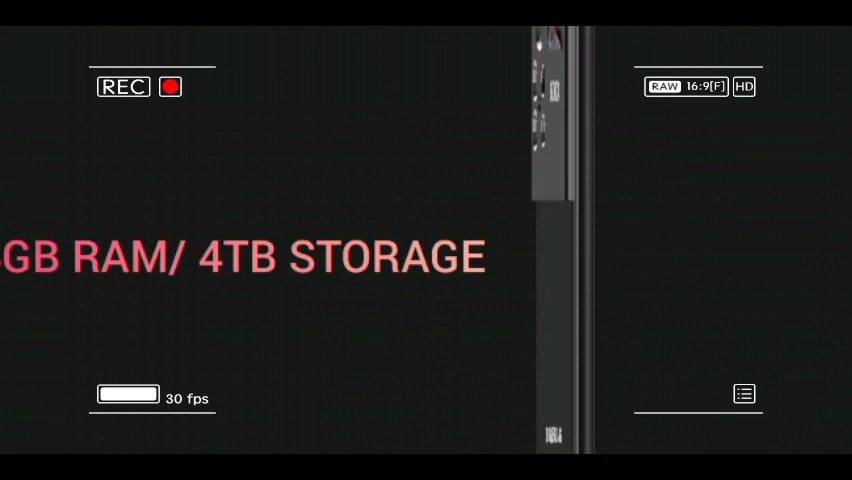 REC
RAW 16:9[F] HD
GB RAM/ 4TB STORAGE
30 fps